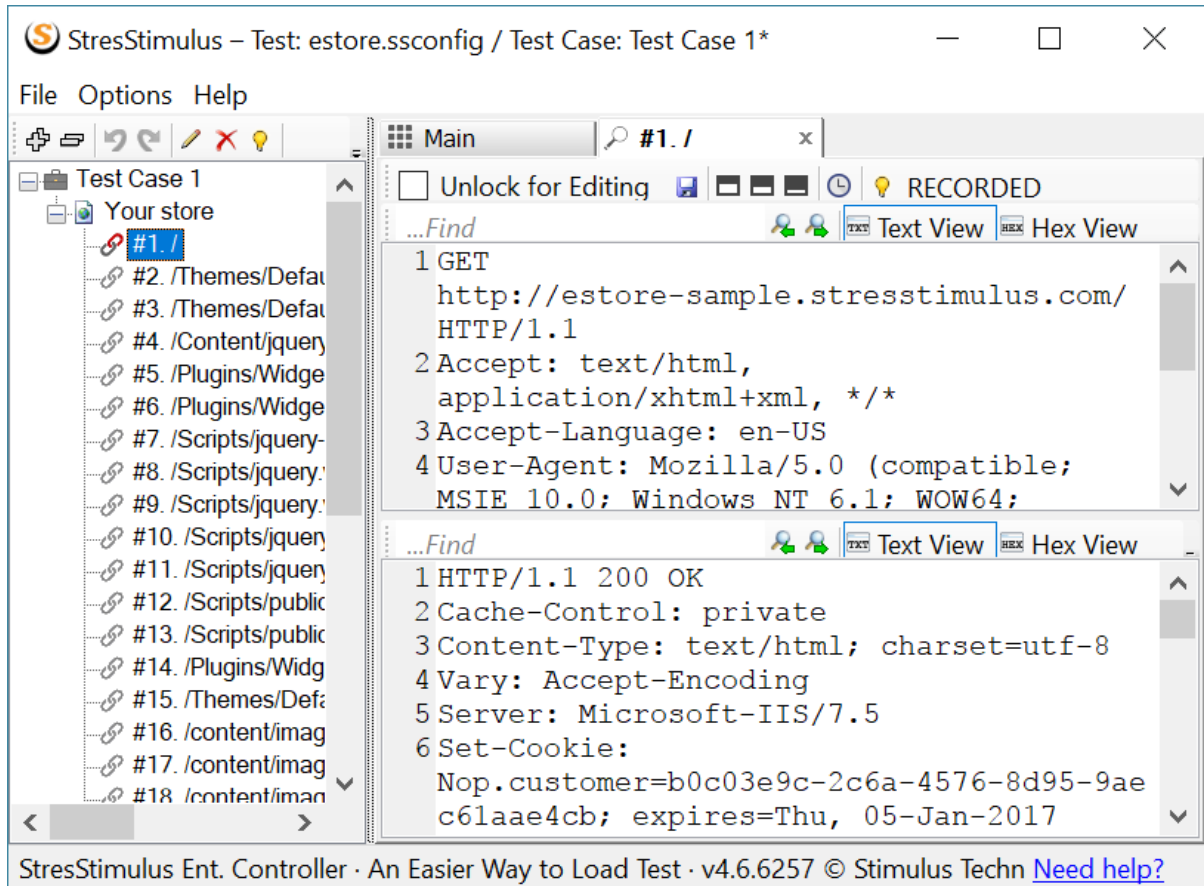 StresStimulus – Test: estore.ssconfig / Test Case: Test Case 1*
File Options Help
Test Case 1
Your store
#1. /
#2. /Themes/Defau
#3. /Themes/Defau
#4. /Content/jquery
#5. /Plugins/Widge
#6. /Plugins/Widge
#7. /Scripts/jquery-
#8. /Scripts/jquery.
#9. /Scripts/jquery.
#10. /Scripts/jquery
#11. /Scripts/jquery
#12. /Scripts/public
#13. /Scripts/public
#14. /Plugins/Widg
#15. /Themes/Defa
#16. /content/imag
#17. /content/imag
#18. /content/imag
Main #1. / x
Unlock for Editing RECORDED
...Find TXT Text View HEX Hex View
1 GET
http://estore-sample.stresstimulus.com/
HTTP/1.1
2 Accept: text/html,
application/xhtml+xml, */*
3 Accept-Language: en-US
4 User-Agent: Mozilla/5.0 (compatible;
MSIE 10.0; Windows NT 6.1; WOW64;
...Find TXT Text View HEX Hex View
1 HTTP/1.1 200 OK
2 Cache-Control: private
3 Content-Type: text/html; charset=utf-8
4 Vary: Accept-Encoding
5 Server: Microsoft-IIS/7.5
6 Set-Cookie:
Nop.customer=b0c03e9c-2c6a-4576-8d95-9ae
c61aae4cb; expires=Thu, 05-Jan-2017
StresStimulus Ent. Controller · An Easier Way to Load Test · v4.6.6257 © Stimulus Techn Need help?